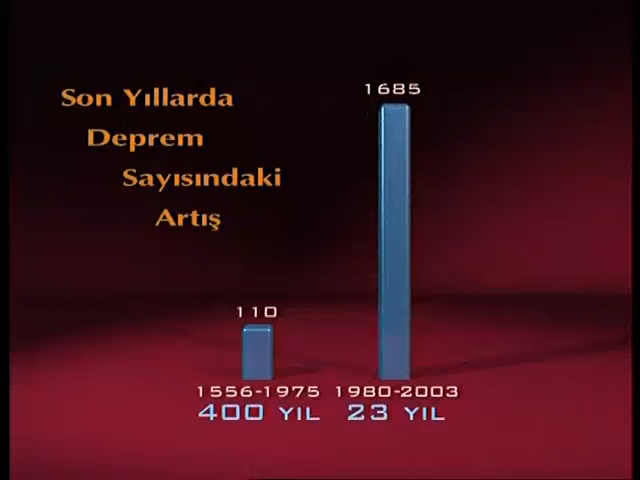 Son Yıllarda
Deprem
Sayısındaki
Artış
1685
110
1556-1975 1980-2003
400 YIL 23 YIL